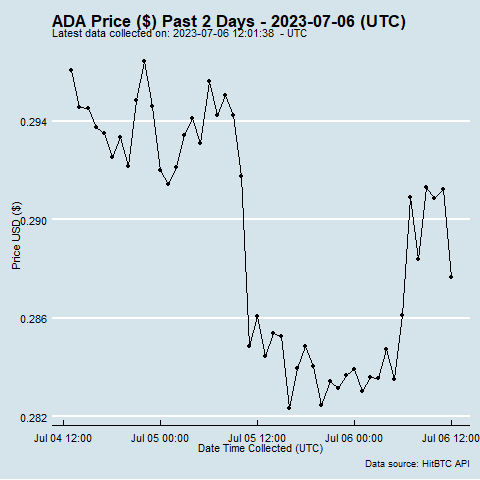 ADA Price ($) Past 2 Days - 2023-07-06 (UTC)
Latest data collected on: 2023-07-06 12:01:38 - UTC
0.294
0.290
0.286
0.282
Price USD ($)
Jul 04 12:00 Jul 05 00:00 Jul 05 12:00 Jul 06 00:00 Jul 06 12:00
Date Time Collected (UTC)
Data source: HitBTC API